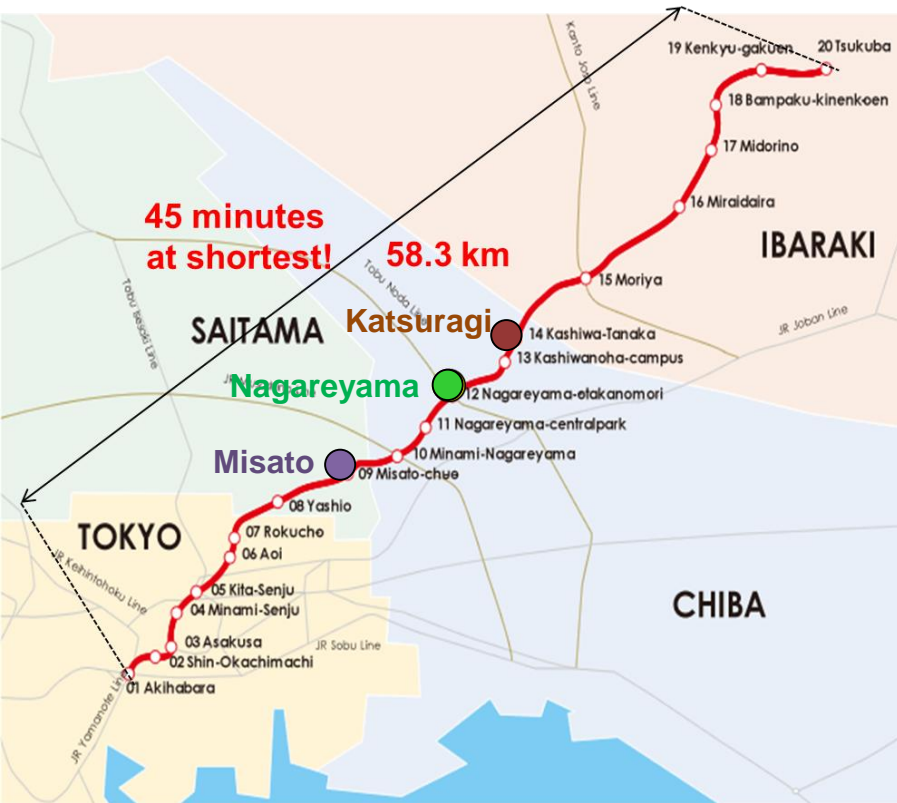 19 Kenkyu-gakuen
20 Tsukuba
Kanto Joso Line
18 Bampaku-kinenkoen
17 Midorino
16 Miraidaira
45 minutes
at shortest!
58.3 km
IBARAKI
Tobu Noda Line
15 Moriya
Tobu Isesaki Line
SAITAMA
Katsuragi
14 Kashiwa-Tanaka
JR Joban Line
13 Kashiwanoha-campus
Nagareyama
12 Nagareyama-otakanomori
11 Nagareyama-centralpark
Misato
10 Minami-Nagareyama
09 Misato-chuo
08 Yashio
TOKYO
07 Rokucho
06 Aoi
JR Keihintohoku Line
05 Kita-Senju
04 Minami-Senju
CHIBA
03 Asakusa
JR Sobu Line
02 Shin-Okachimachi
01 Akihabara
JR Yamanote Line